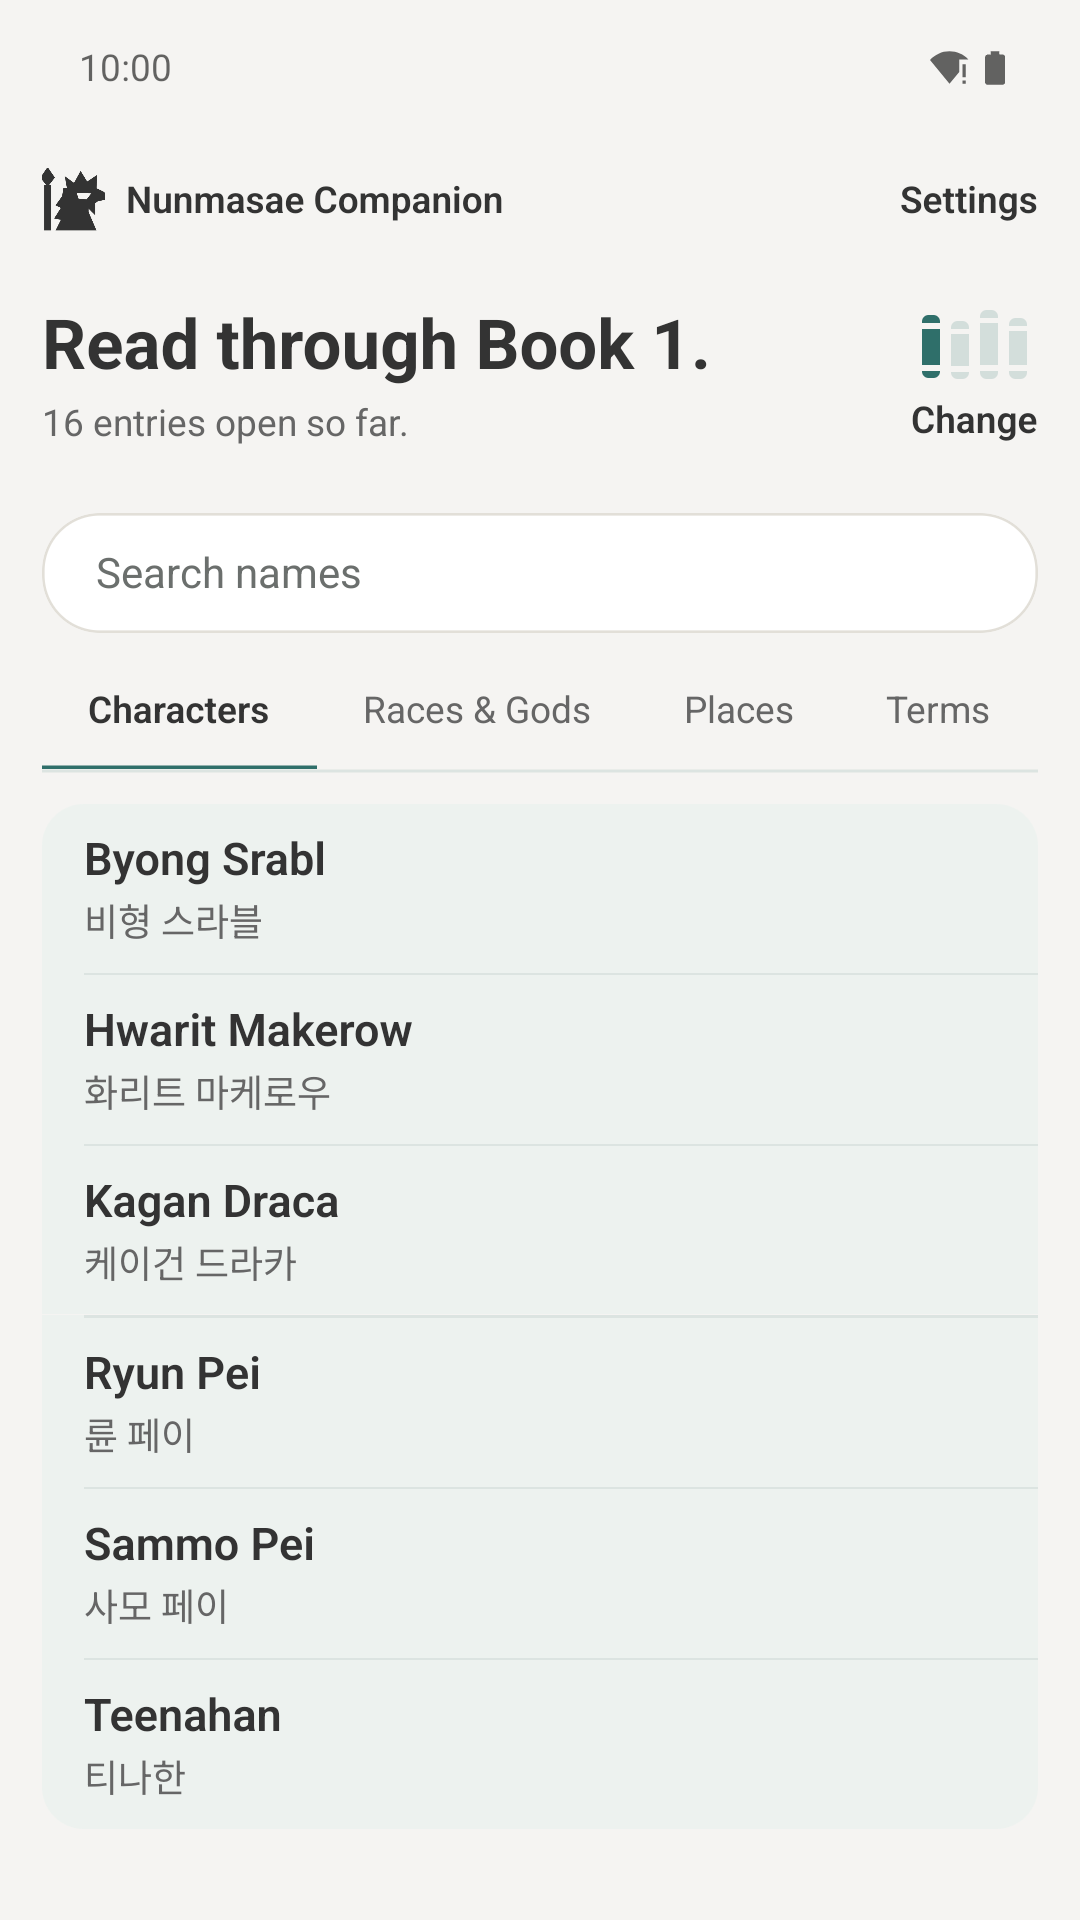 10:00
Nunmasae Companion
Settings
Read through Book 1.
16 entries open so far.
Change
Search names
Characters
Races & Gods
Places
Terms
Byong Srabl
비형 스라블
Hwarit Makerow
화리트 마케로우
Kagan Draca
케이건 드라카
Ryun Pei
륜 페이
Sammo Pei
사모 페이
Teenahan
티나한